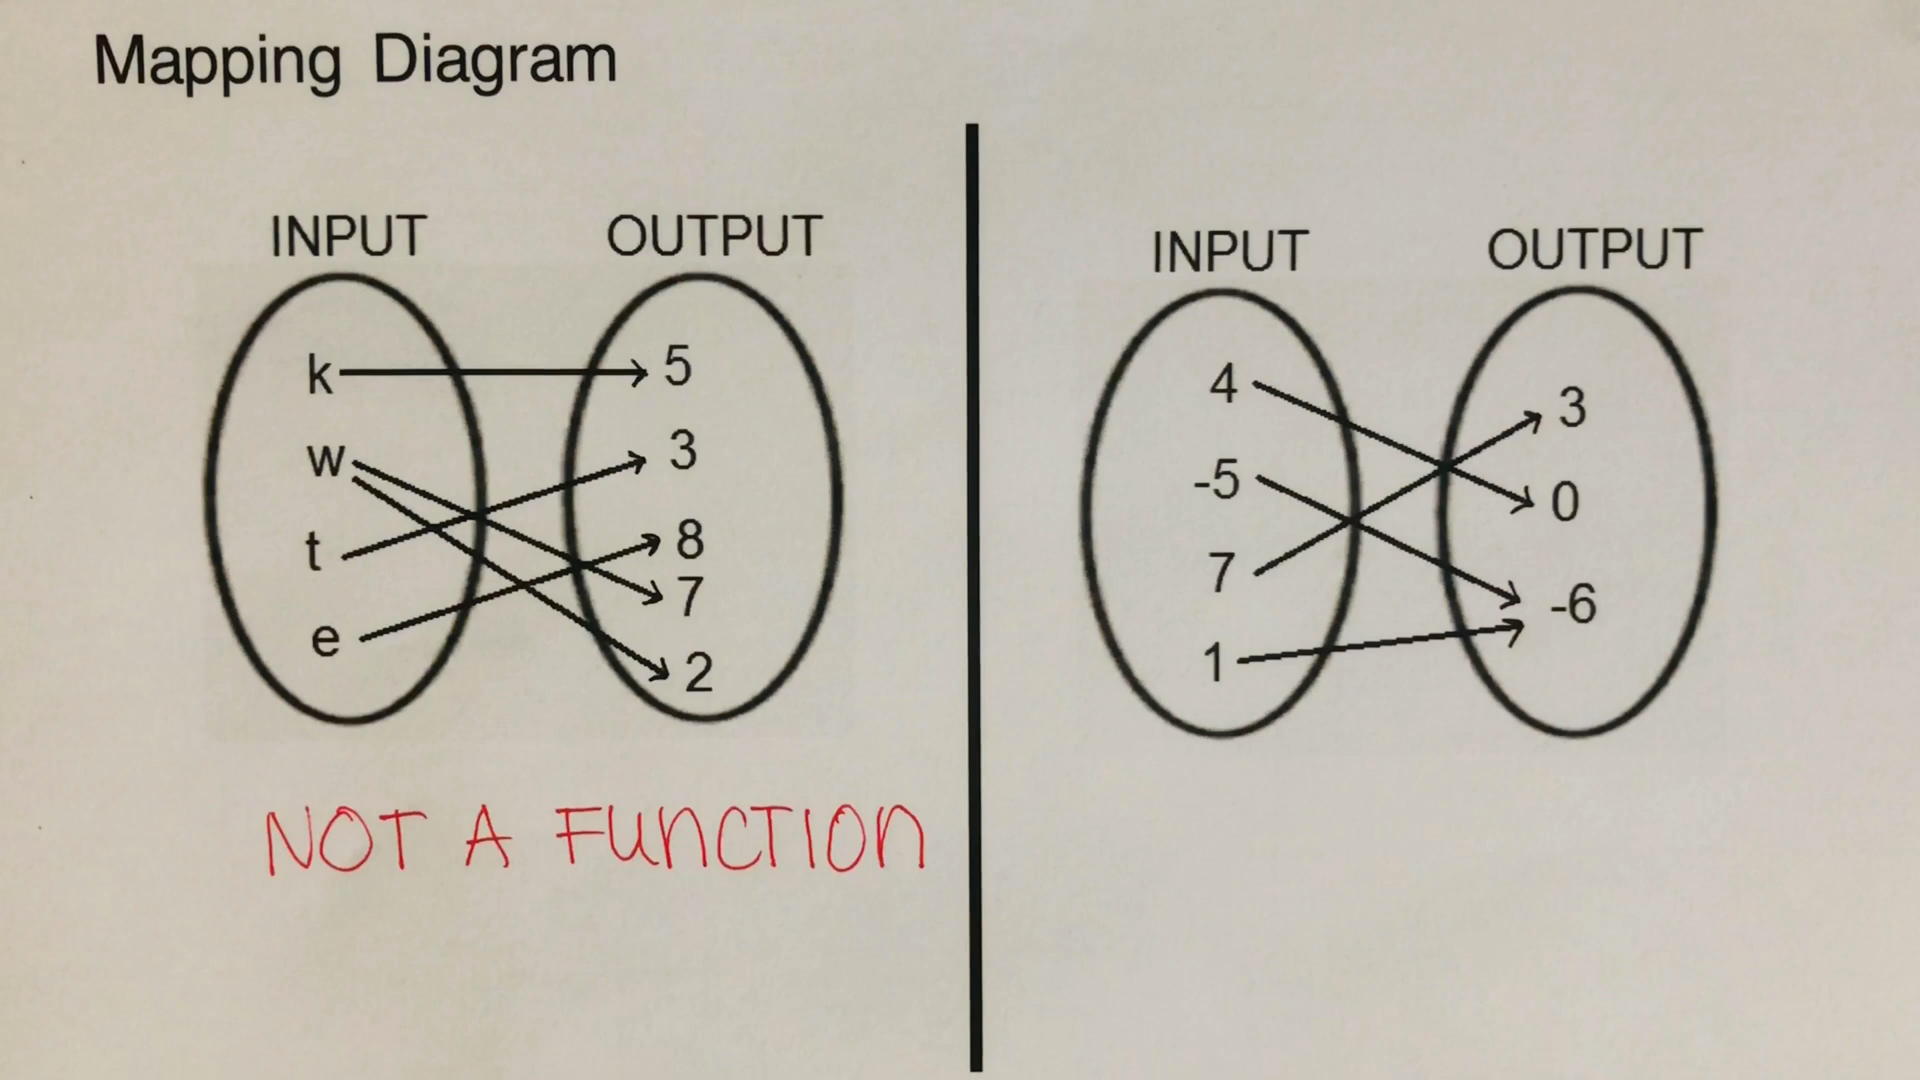 Mapping Diagram
INPUT OUTPUT
k 5
w 3
t 8
7
e 2
NOT A FUNCTION
INPUT OUTPUT
4 3
-5 0
7 -6
1